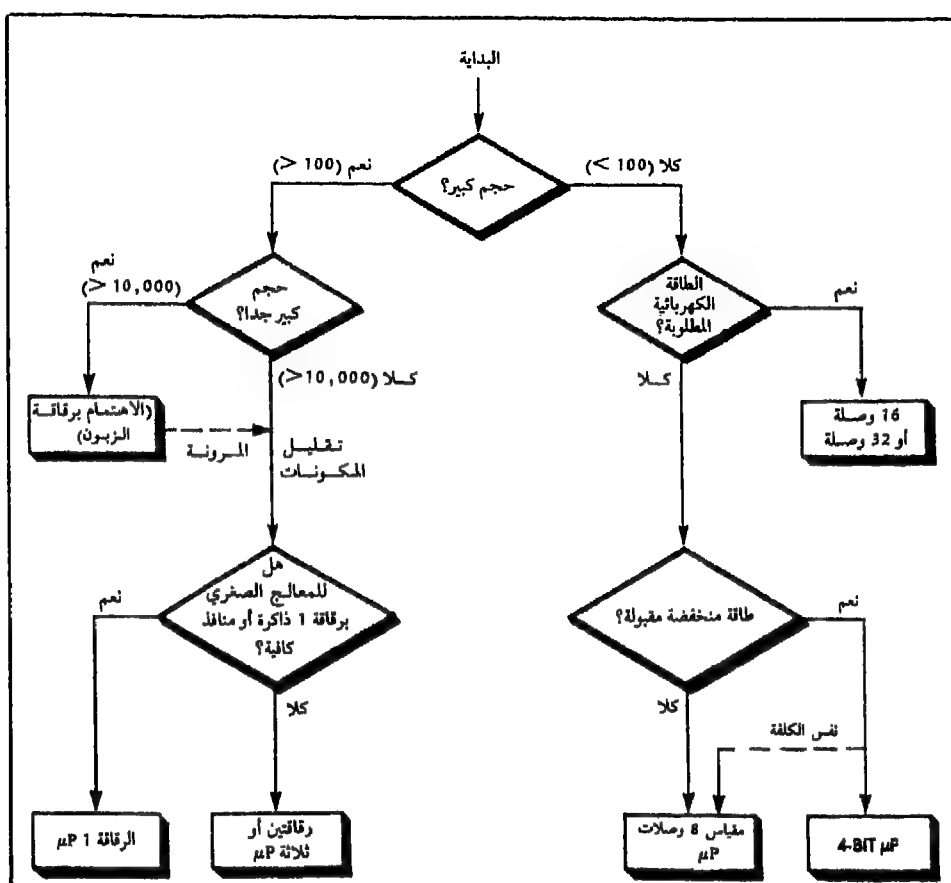 البداية
حجم كبير؟
نعم (> 100)
كلا (< 100)
حجم
كبير جدا؟
نعم
(> 10,000)
كلا (>10,000)
(الاهتمام برقاقة
الزبون)
المرونة
تقليل
المكونات
هل
للمعالج الصغري
برقاقة 1 ذاكرة أو منافذ
كافية؟
نعم
كلا
الرقاقة 1 µP
رقاقتين أو
ثلاثة µP
الطاقة
الكهربائية
المطلوبة؟
نعم
كلا
16 وصلة
أو 32 وصلة
طاقة منخفضة مقبولة؟
نعم
كلا
نفس الكلفة
مقياس 8 وصلات
µP
4-BIT µP